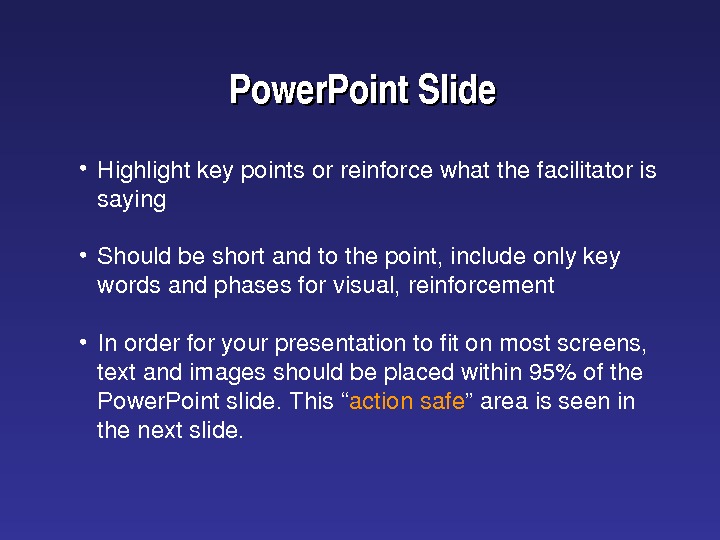 PowerPoint Slide
• Highlight key points or reinforce what the facilitator is
saying
• Should be short and to the point, include only key
words and phases for visual, reinforcement
• In order for your presentation to fit on most screens,
text and images should be placed within 95% of the
PowerPoint slide. This “action safe” area is seen in
the next slide.